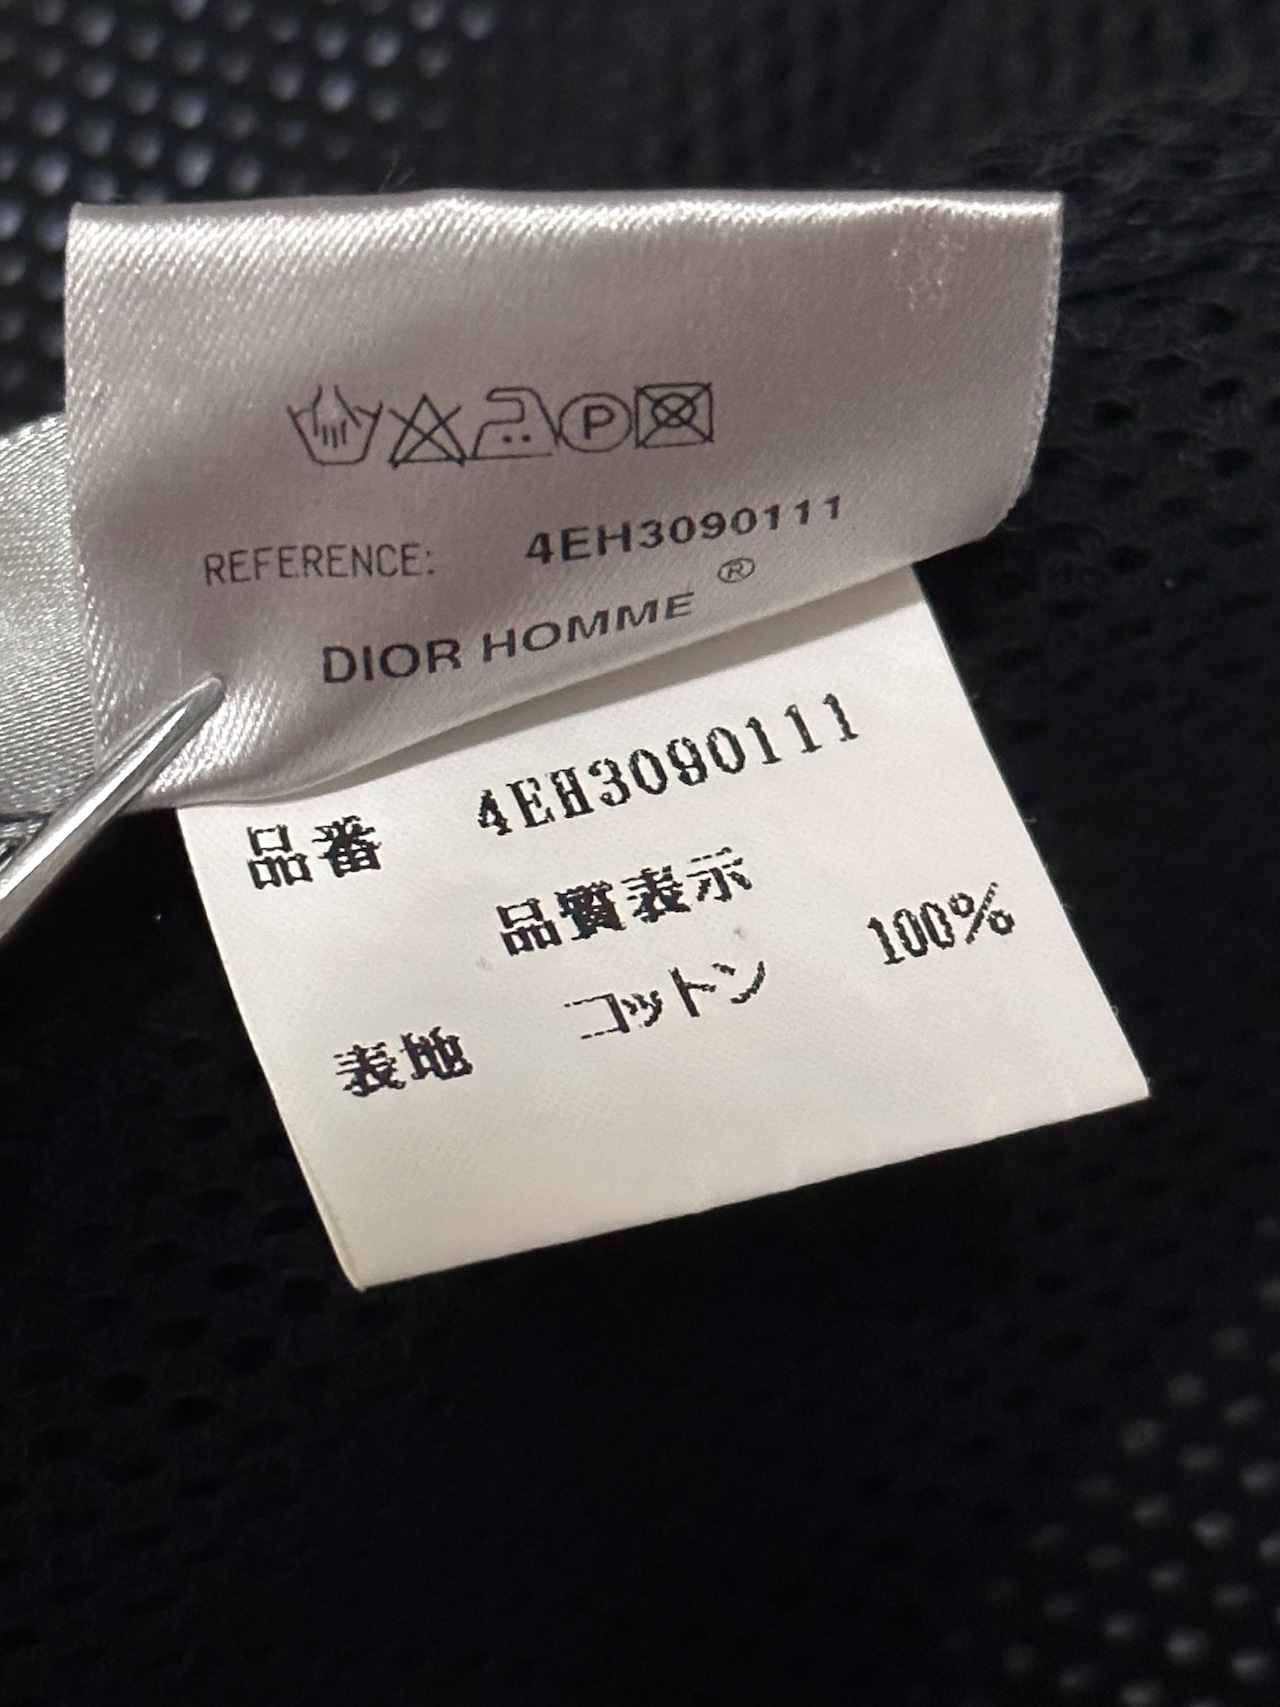 P
REFERENCE: 4EH3090111
DIOR HOMME ®
品番 4EH3090111
品質表示
表地 コットン 100%